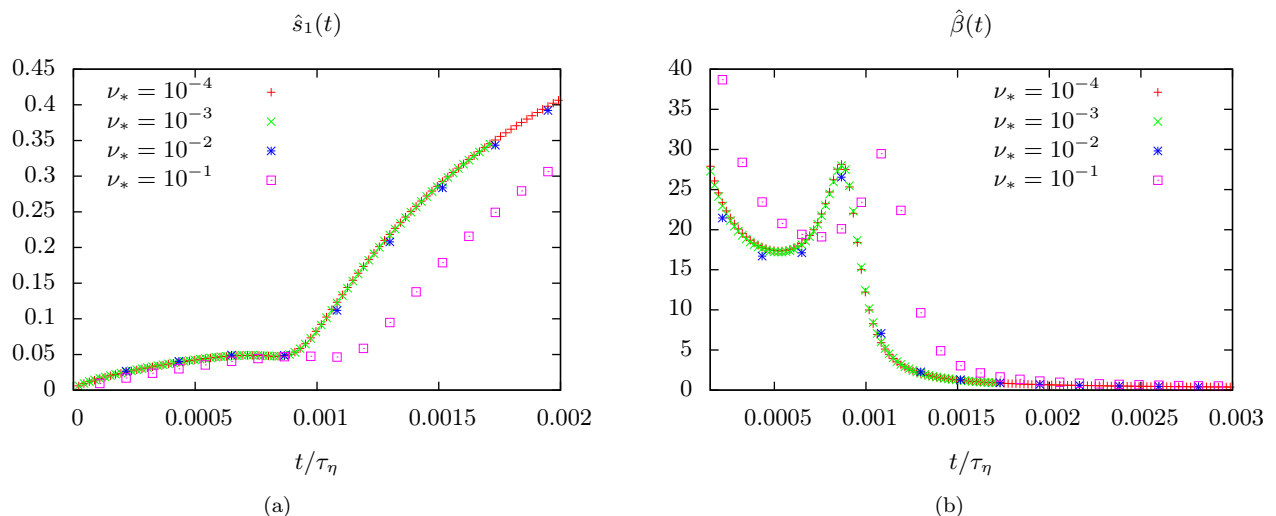 ŝ₁(t)
0.45
0.4
0.35
0.3
0.25
0.2
0.15
0.1
0.05
0
ν∗ = 10⁻⁴
ν∗ = 10⁻³
ν∗ = 10⁻²
ν∗ = 10⁻¹
0 0.0005 0.001 0.0015 0.002
t/τ_η
(a)
β̂(t)
40
35
30
25
20
15
10
5
0
ν∗ = 10⁻⁴
ν∗ = 10⁻³
ν∗ = 10⁻²
ν∗ = 10⁻¹
0.0005 0.001 0.0015 0.002 0.0025 0.003
t/τ_η
(b)